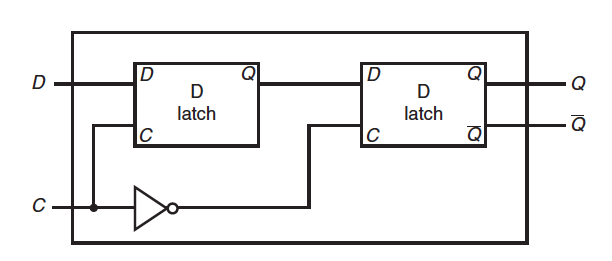 D D Q D Q Q
D D
latch latch
C C Q̅ Q̅
C